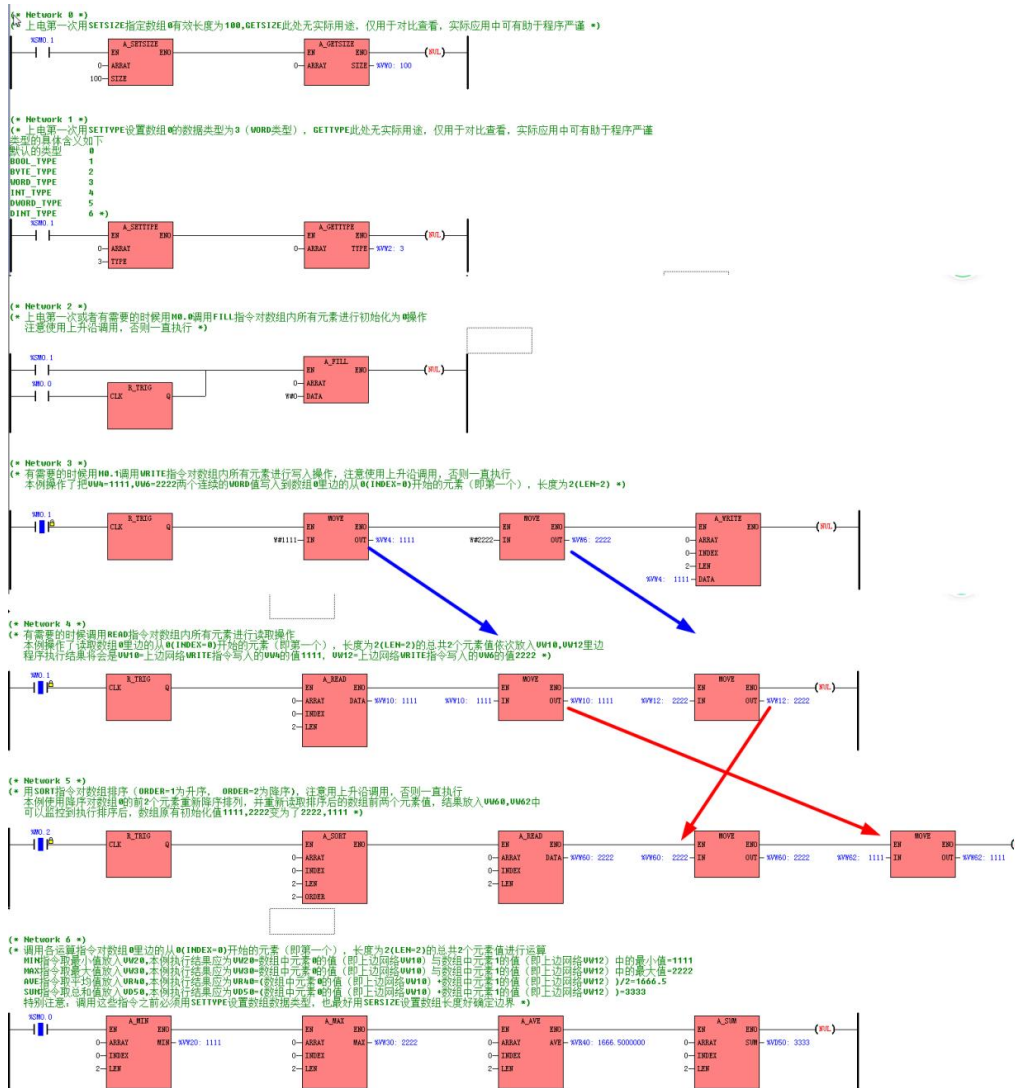 (* Network 0 *)
(* 上电第一次用SETSIZE指定数组0有效长度为100,GETSIZE此处无实际用途，仅用于对比查看，实际应用中可有助于程序严谨 *)
%SM0.1 A_SETSIZE A_GETSIZE
EN ENO EN ENO (NUL)
0 ARRAY 0 ARRAY SIZE %VW0: 100
100 SIZE
(* Network 1 *)
(* 上电第一次用SETTYPE设置数组0的数据类型为3（WORD类型），GETTYPE此处无实际用途，仅用于对比查看，实际应用中可有助于程序严谨
类型的具体含义如下
默认的类型 0
BOOL_TYPE 1
BYTE_TYPE 2
WORD_TYPE 3
INT_TYPE 4
DWORD_TYPE 5
DINT_TYPE 6 *)
%SM0.1 A_SETTYPE A_GETTYPE
EN ENO EN ENO (NUL)
0 ARRAY 0 ARRAY TYPE %VW2: 3
3 TYPE
(* Network 2 *)
(* 上电第一次或者有需要的时候用M0.0调用FILL指令对数组内所有元素进行初始化为0操作
注意使用上升沿调用，否则一直执行 *)
%SM0.1 A_FILL
EN ENO (NUL)
%M0.0 R_TRIG 0 ARRAY
CLK Q W#0 DATA
(* Network 3 *)
(* 有需要的时候用M0.1调用WRITE指令对数组内所有元素进行写入操作，注意使用上升沿调用，否则一直执行
本例操作了把VW4=1111,VW6=2222两个连续的WORD值写入到数组0里边的从0(INDEX=0)开始的元素（即第一个），长度为2(LEN=2) *)
%M0.1 R_TRIG MOVE MOVE A_WRITE
CLK Q EN ENO EN ENO EN ENO (NUL)
W#1111 IN OUT %VW4: 1111 W#2222 IN OUT %VW6: 2222 0 ARRAY
0 INDEX
2 LEN
%VW4: 1111 DATA
(* Network 4 *)
(* 有需要的时候调用READ指令对数组内所有元素进行读取操作
本例操作了读取数组0里边的从0(INDEX=0)开始的元素（即第一个），长度为2(LEN=2)的总共2个元素值依次放入VW10,VW12里边
程序执行结果将会是VW10=上边网络WRITE指令写入的VW4的值1111, VW12=上边网络WRITE指令写入的VW6的值2222 *)
%M0.1 R_TRIG A_READ MOVE MOVE
CLK Q EN ENO EN ENO EN ENO (NUL)
0 ARRAY DATA %VW10: 1111 %VW10: 1111 IN OUT %VW10: 1111 %VW12: 2222 IN OUT %VW12: 2222
0 INDEX
2 LEN
(* Network 5 *)
(* 用SORT指令对数组排序（ORDER=1为升序， ORDER=2为降序），注意用上升沿调用，否则一直执行
本例使用降序对数组0的前2个元素重新降序排列，并重新读取排序后的数组前两个元素值，结果放入VW60,VW62中
可以监控到执行排序后，数组原有初始化值1111,2222变为了2222,1111 *)
%M0.2 R_TRIG A_SORT A_READ MOVE MOVE
CLK Q EN ENO EN ENO EN ENO EN ENO (
0 ARRAY 0 ARRAY DATA %VW60: 2222 %VW60: 2222 IN OUT %VW60: 2222 %VW62: 1111 IN OUT %VW62: 1111
0 INDEX 0 INDEX
2 LEN 2 LEN
2 ORDER
(* Network 6 *)
(* 调用各运算指令对数组0里边的从0(INDEX=0)开始的元素（即第一个），长度为2(LEN=2)的总共2个元素值进行运算
MIN指令取最小值放入VW20,本例执行结果应为VW20=数组中元素0的值（即上边网络VW10）与数组中元素1的值（即上边网络VW12）中的最小值=1111
MAX指令取最大值放入VW30,本例执行结果应为VW30=数组中元素0的值（即上边网络VW10）与数组中元素1的值（即上边网络VW12）中的最大值=2222
AVE指令取平均值放入VR40,本例执行结果应为VR40=(数组中元素0的值（即上边网络VW10）+数组中元素1的值（即上边网络VW12）)/2=1666.5
SUM指令取总和值放入VD50,本例执行结果应为VD50=(数组中元素0的值（即上边网络VW10）+数组中元素1的值（即上边网络VW12）)=3333
特别注意：调用这些指令之前必须用SETTYPE设置数组数据类型，也最好用SERSIZE设置数组长度好确定边界 *)
%SM0.0 A_MIN A_MAX A_AVE A_SUM
EN ENO EN ENO EN ENO EN ENO (NUL)
0 ARRAY MIN %VW20: 1111 0 ARRAY MAX %VW30: 2222 0 ARRAY AVE %VR40: 1666.5000000 0 ARRAY SUM %VD50: 3333
0 INDEX 0 INDEX 0 INDEX 0 INDEX
2 LEN 2 LEN 2 LEN 2 LEN